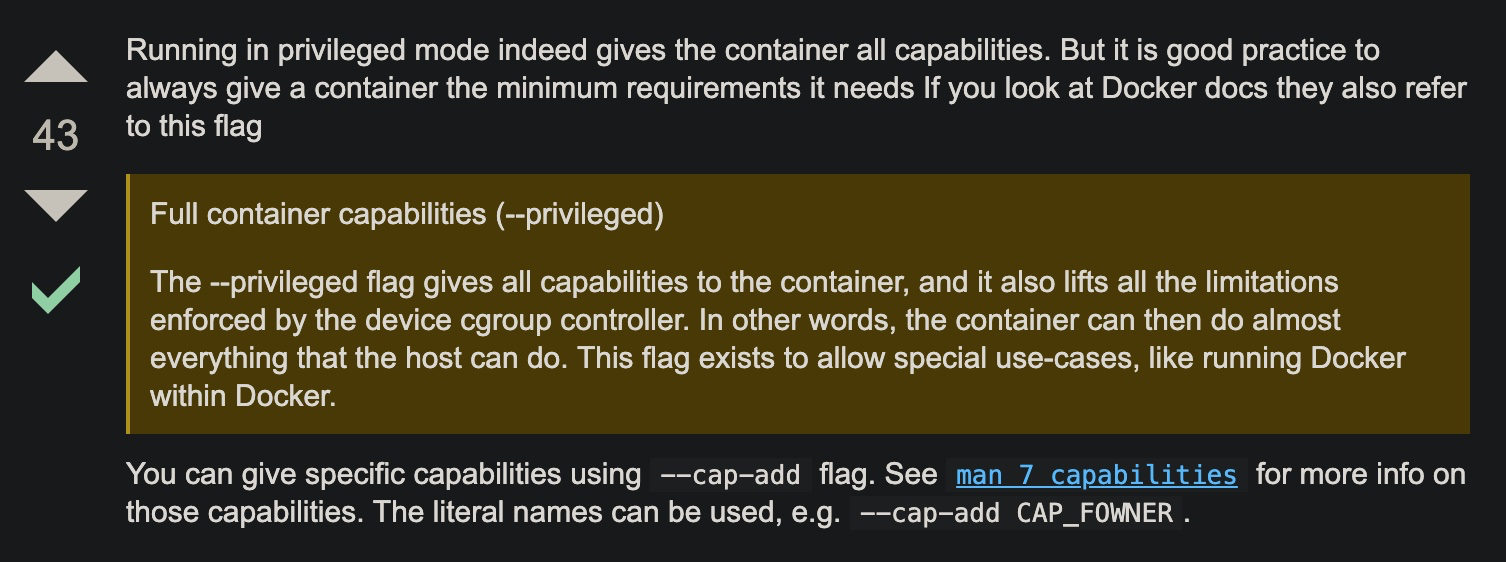 Running in privileged mode indeed gives the container all capabilities. But it is good practice to
always give a container the minimum requirements it needs If you look at Docker docs they also refer
to this flag
43
Full container capabilities (--privileged)
The --privileged flag gives all capabilities to the container, and it also lifts all the limitations
enforced by the device cgroup controller. In other words, the container can then do almost
everything that the host can do. This flag exists to allow special use-cases, like running Docker
within Docker.
You can give specific capabilities using --cap-add flag. See man 7 capabilities for more info on
those capabilities. The literal names can be used, e.g. --cap-add CAP_FOWNER.